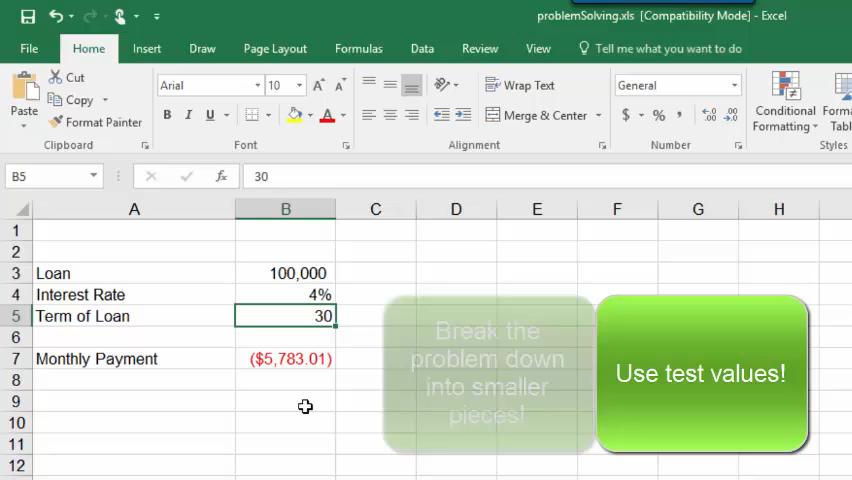 problemSolving.xls [Compatibility Mode] - Excel
File Home Insert Draw Page Layout Formulas Data Review View Tell me what you want to do
Paste
Cut
Copy
Format Painter
Clipboard
Arial 10
B I U A
Font
Wrap Text
Merge & Center
Alignment
General
$ % ,
Number
Conditional
Formatting
Styles
B5 fx 30
A B C D E F G H
1
2
3 Loan 100,000
4 Interest Rate 4%
5 Term of Loan 30
6
7 Monthly Payment ($5,783.01)
8
9
10
11
12
Break the
problem down
into smaller
pieces!
Use test values!